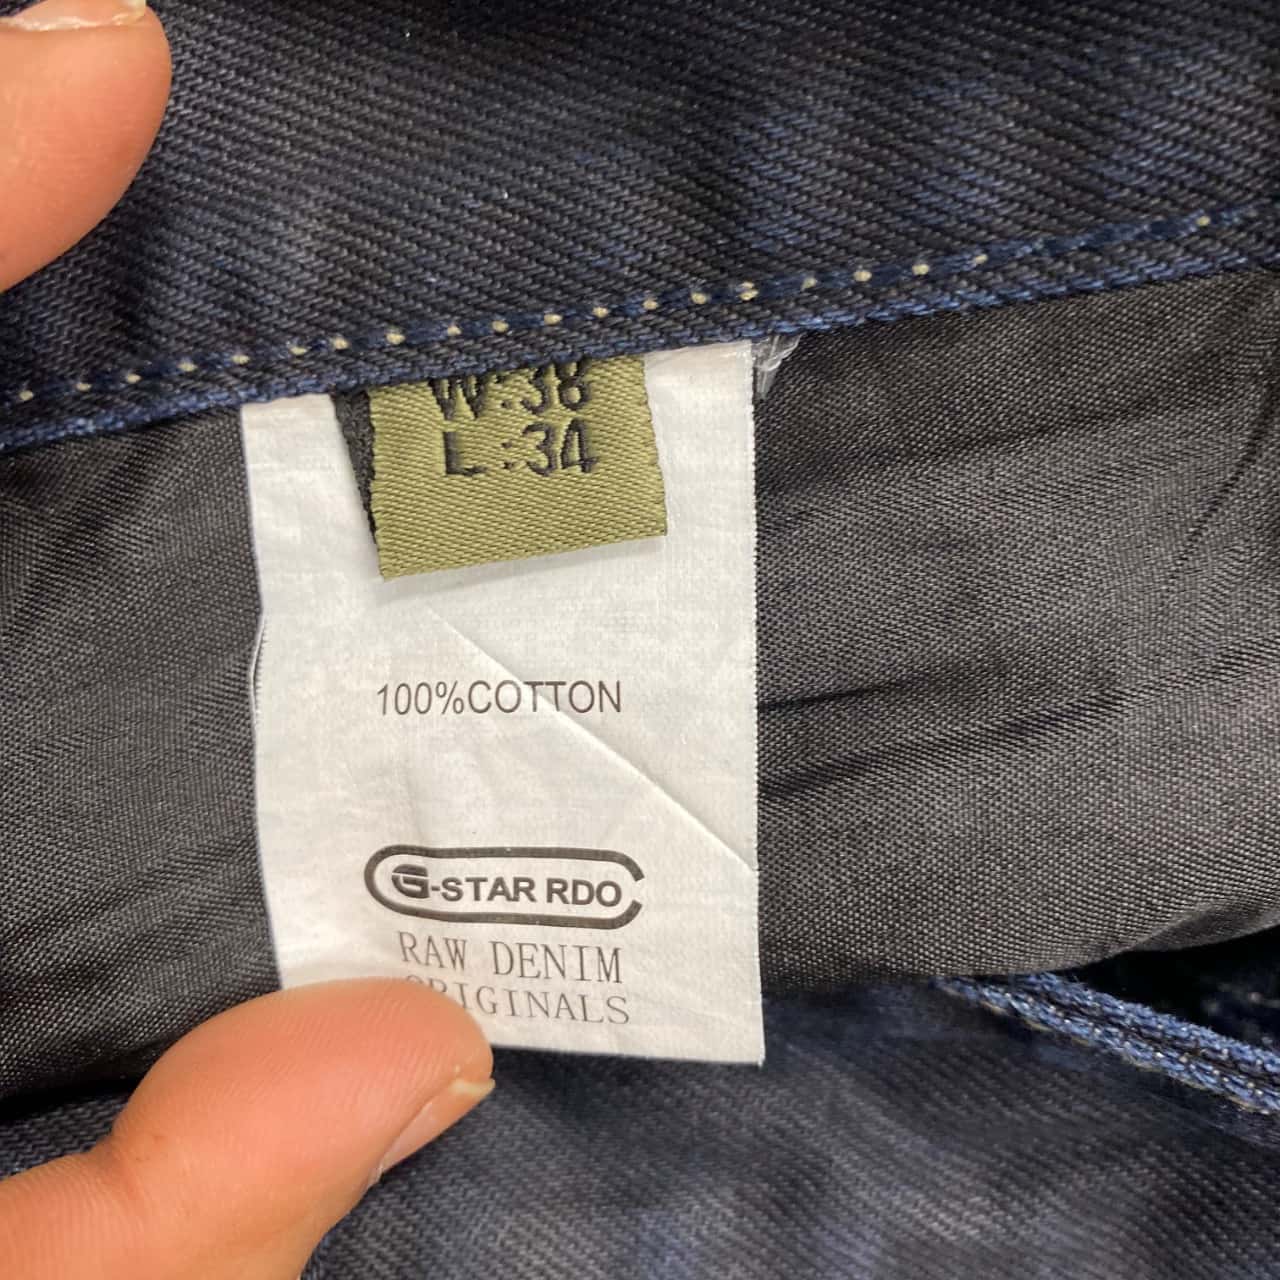 W:38
L:34
100%COTTON
G-STAR RDO
RAW DENIM
ORIGINALS